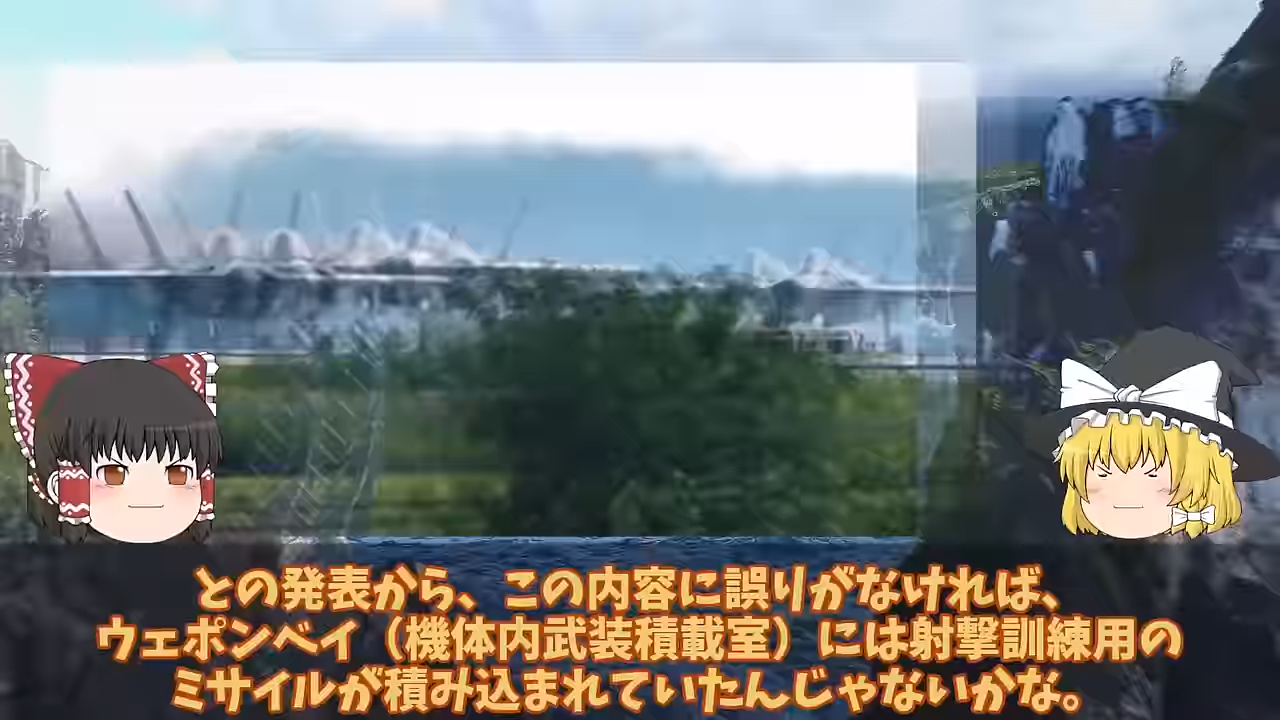 との発表から、この内容に誤りがなければ、
ウェポンベイ（機体内武装積載室）には射撃訓練用の
ミサイルが積み込まれていたんじゃないかな。